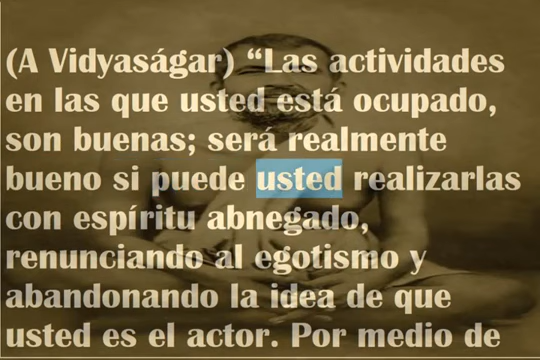 (A Vidyaságar) “Las actividades
en las que usted está ocupado,
son buenas; será realmente
bueno si puede usted realizarlas
con espíritu abnegado,
renunciando al egotismo y
abandonando la idea de que
usted es el actor. Por medio de